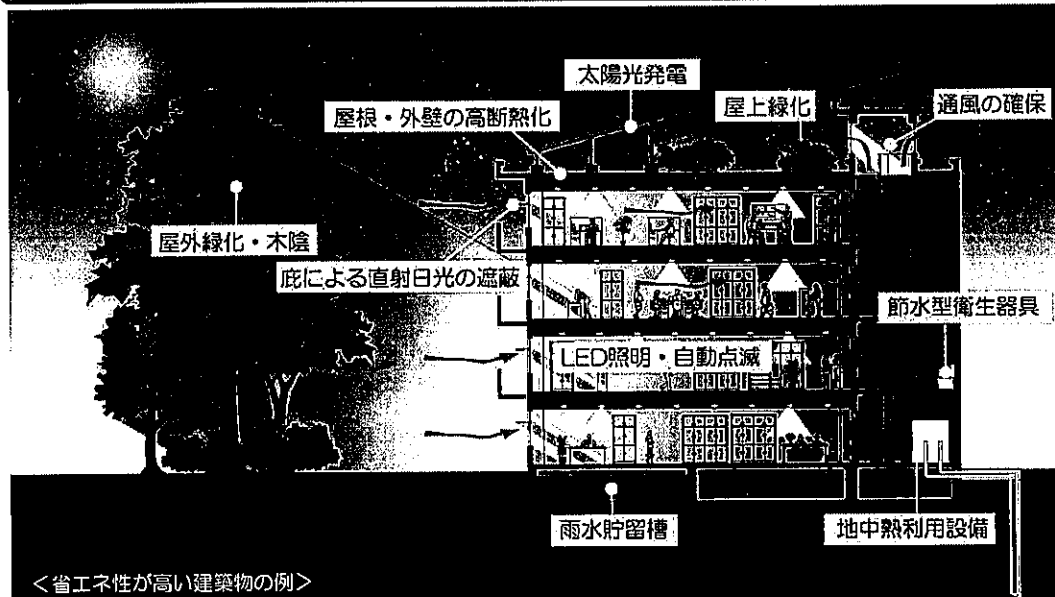 太陽光発電
屋根・外壁の高断熱化
屋上緑化
通風の確保
屋外緑化・木陰
庇による直射日光の遮蔽
節水型衛生器具
LED照明・自動点滅
雨水貯留槽
地中熱利用設備
＜省エネ性が高い建築物の例＞